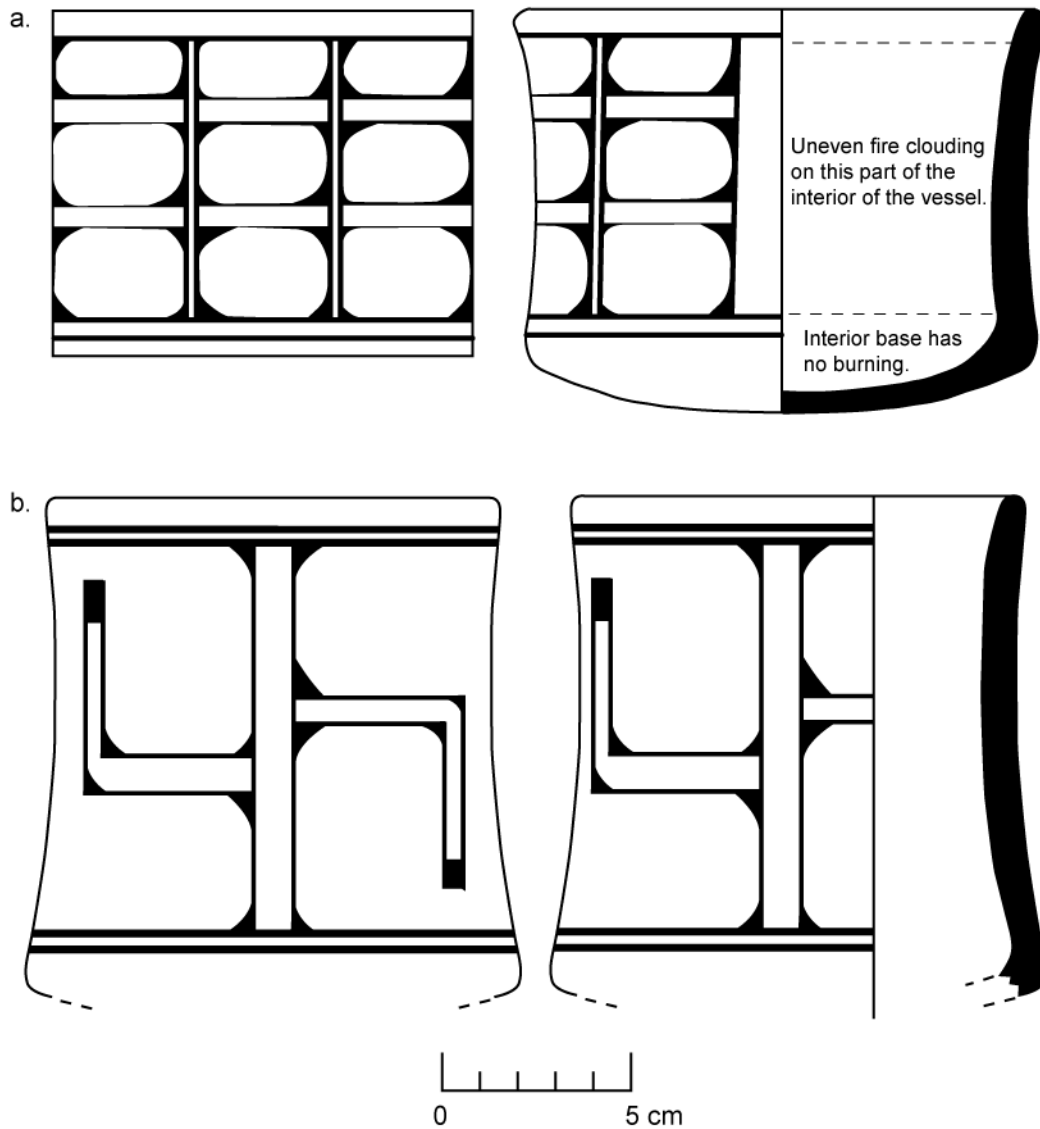 a.
Uneven fire clouding
on this part of the
interior of the vessel.
Interior base has
no burning.
b.
0 5 cm